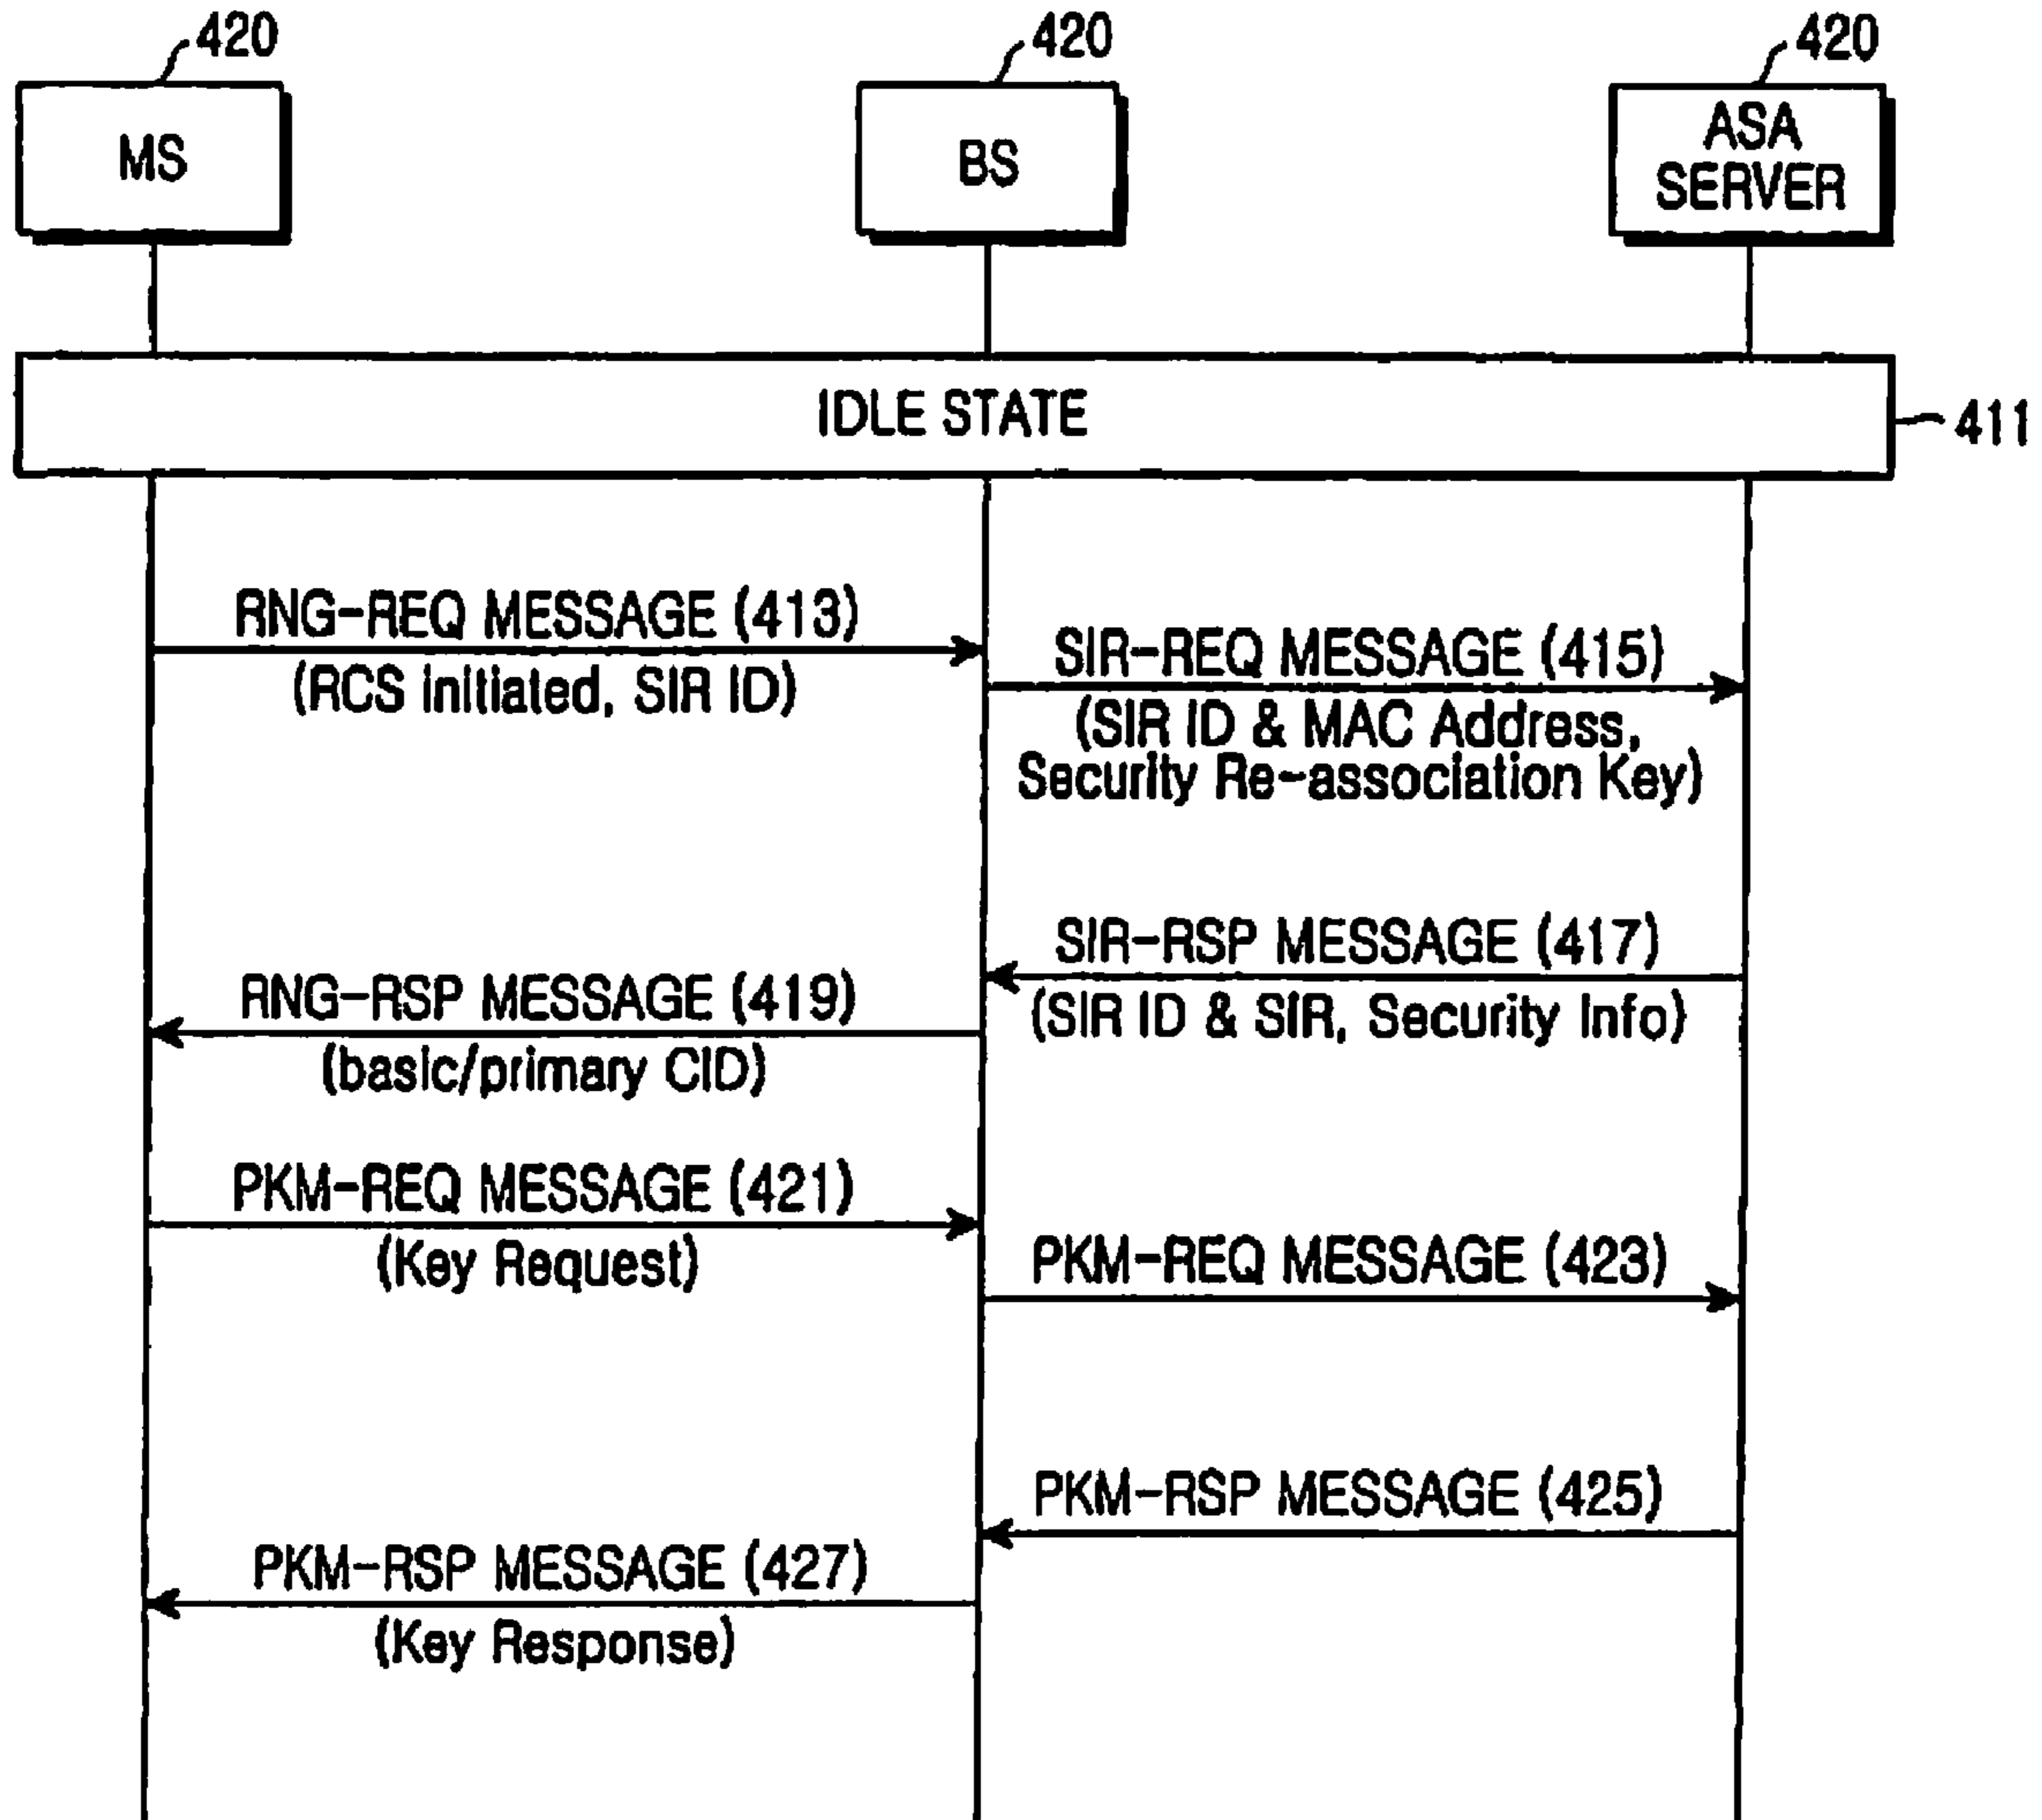 420
420
420
MS
BS
ASA
SERVER
IDLE STATE
411
RNG-REQ MESSAGE (413)
(RCS initiated, SIR ID)
SIR-REQ MESSAGE (415)
(SIR ID & MAC Address,
Security Re-association Key)
SIR-RSP MESSAGE (417)
(SIR ID & SIR, Security Info)
RNG-RSP MESSAGE (419)
(basic/primary CID)
PKM-REQ MESSAGE (421)
(Key Request)
PKM-REQ MESSAGE (423)
PKM-RSP MESSAGE (425)
PKM-RSP MESSAGE (427)
(Key Response)